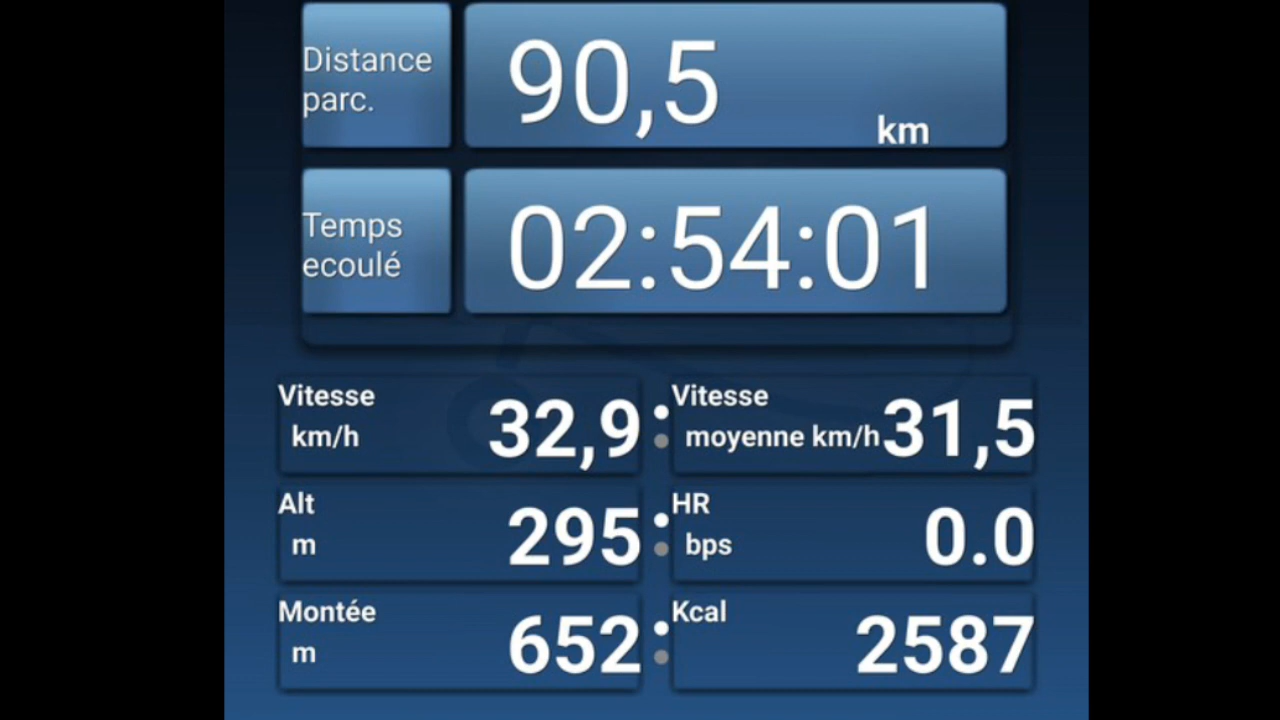 Distance
parc.
90,5
km
Temps
ecoulé
02:54:01
Vitesse
km/h
32,9
Vitesse
moyenne km/h
31,5
Alt
m
295
HR
bps
0.0
Montée
m
652
Kcal
2587